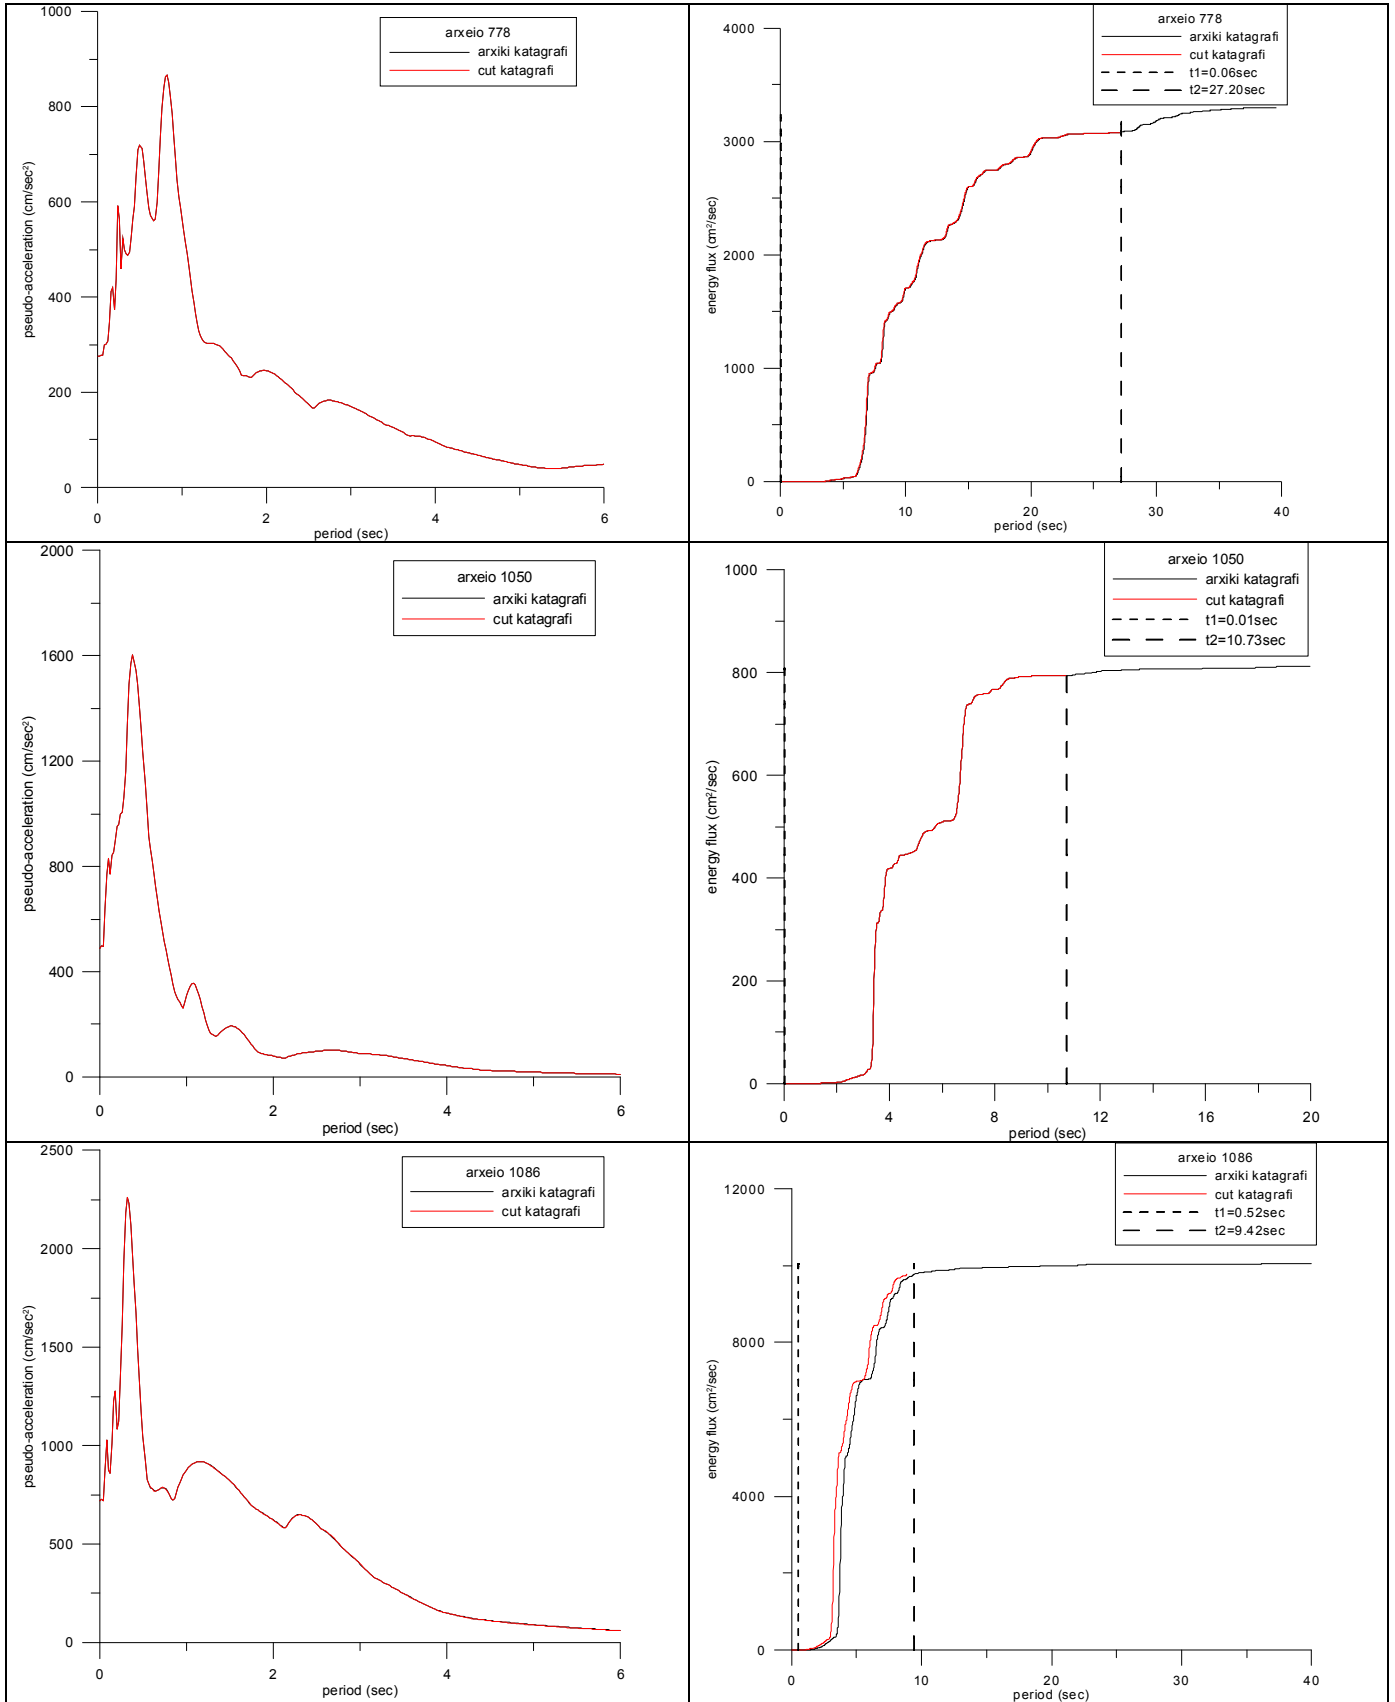 arxeio 778
arxiki katagrafi
cut katagrafi
1000
800
600
400
200
0
pseudo-acceleration (cm/sec²)
0 2 4 6
period (sec)
arxeio 778
arxiki katagrafi
cut katagrafi
t1=0.06sec
t2=27.20sec
4000
3000
2000
1000
0
energy flux (cm²/sec)
0 10 20 30 40
period (sec)
arxeio 1050
arxiki katagrafi
cut katagrafi
2000
1600
1200
800
400
0
pseudo-acceleration (cm/sec²)
0 2 4 6
period (sec)
arxeio 1050
arxiki katagrafi
cut katagrafi
t1=0.01sec
t2=10.73sec
1000
800
600
400
200
0
energy flux (cm²/sec)
0 4 8 12 16 20
period (sec)
arxeio 1086
arxiki katagrafi
cut katagrafi
2500
2000
1500
1000
500
0
pseudo-acceleration (cm/sec²)
0 2 4 6
period (sec)
arxeio 1086
arxiki katagrafi
cut katagrafi
t1=0.52sec
t2=9.42sec
12000
8000
4000
0
energy flux (cm²/sec)
0 10 20 30 40
period (sec)